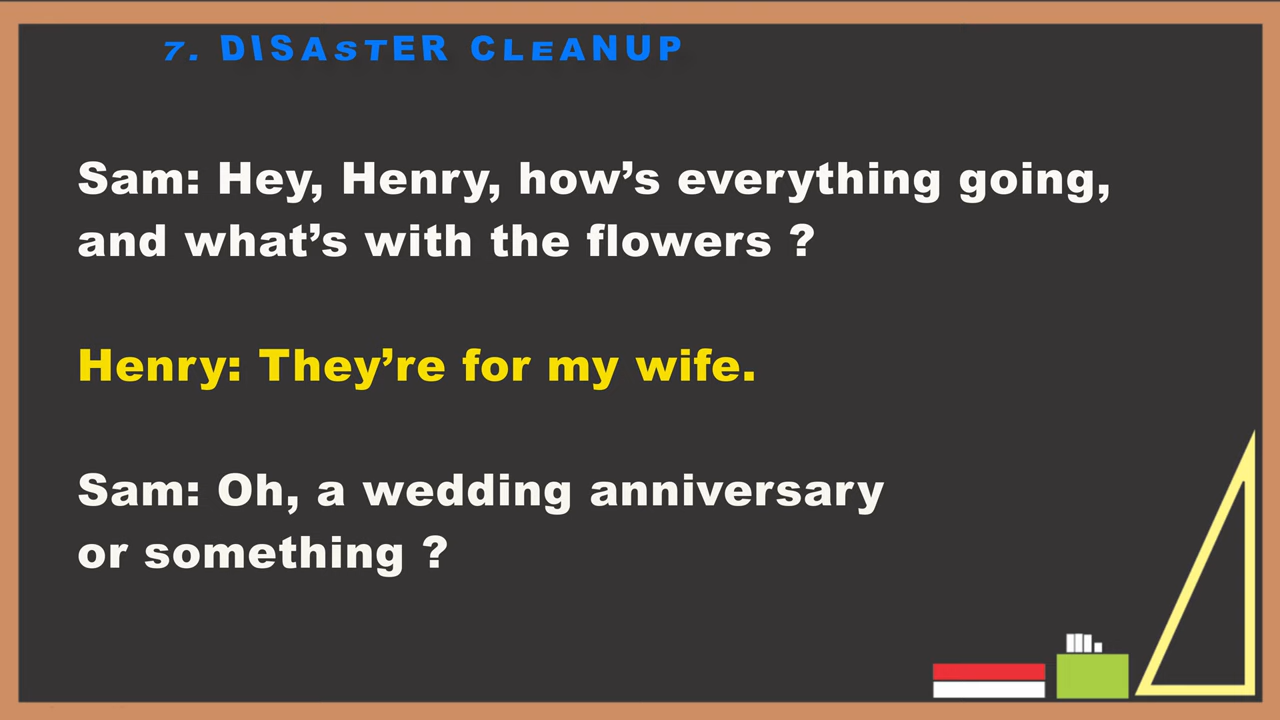 7. DISASTER CLEANUP
Sam: Hey, Henry, how’s everything going,
and what’s with the flowers ?
Henry: They’re for my wife.
Sam: Oh, a wedding anniversary
or something ?